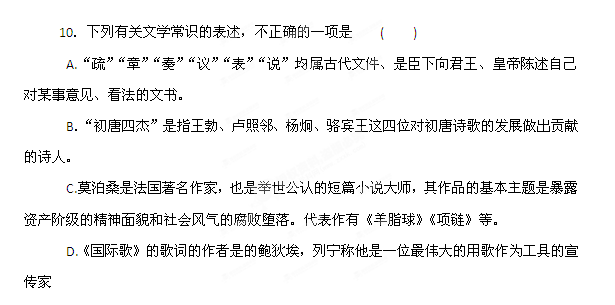 10. 下列有关文学常识的表述，不正确的一项是 （ ）
A.“疏”“章”“奏”“议”“表”“说”均属古代文件、是臣下向君王、皇帝陈述自己
对某事意见、看法的文书。
B.“初唐四杰”是指王勃、卢照邻、杨炯、骆宾王这四位对初唐诗歌的发展做出贡献
的诗人。
C.莫泊桑是法国著名作家，也是举世公认的短篇小说大师，其作品的基本主题是暴露
资产阶级的精神面貌和社会风气的腐败堕落。代表作有《羊脂球》《项链》等。
D.《国际歌》的歌词的作者是的鲍狄埃，列宁称他是一位最伟大的用歌作为工具的宣
传家